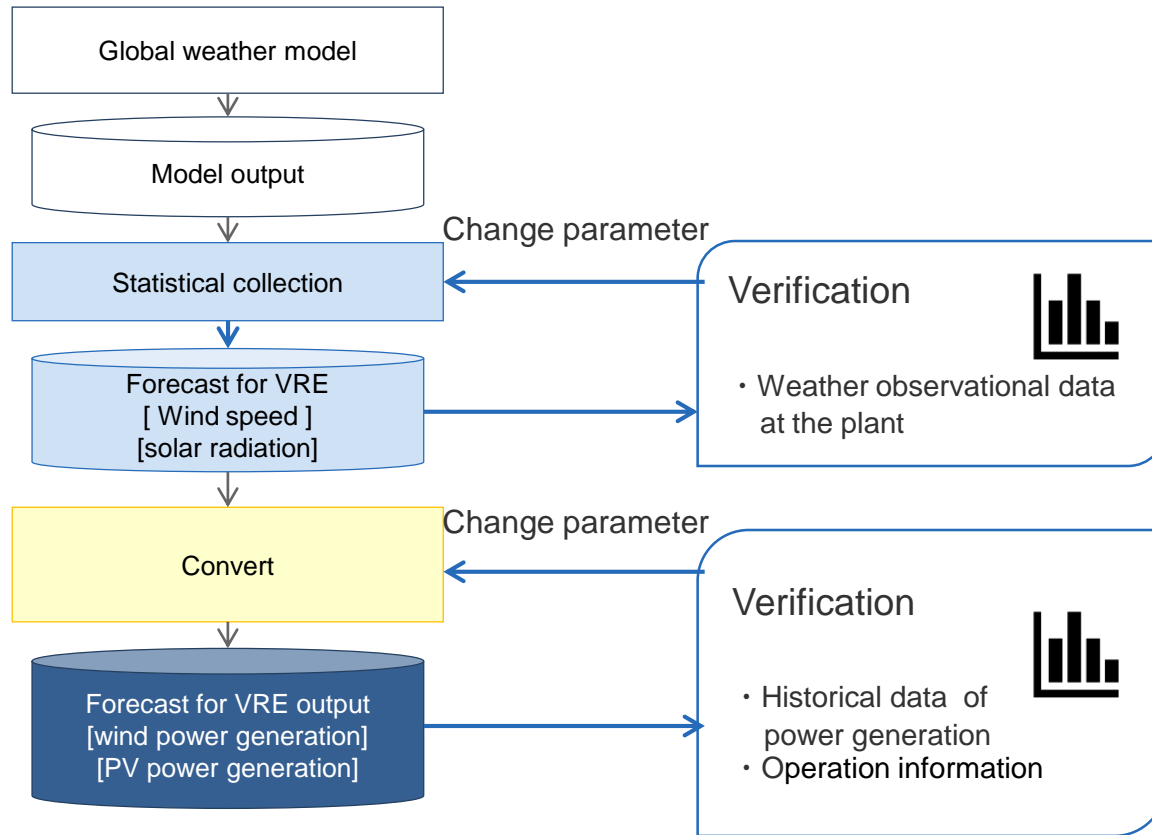 Global weather model
Model output
Change parameter
Statistical collection
Verification
・Weather observational data
at the plant
Forecast for VRE
[ Wind speed ]
[solar radiation]
Change parameter
Convert
Verification
・Historical data of
power generation
・Operation information
Forecast for VRE output
[wind power generation]
[PV power generation]